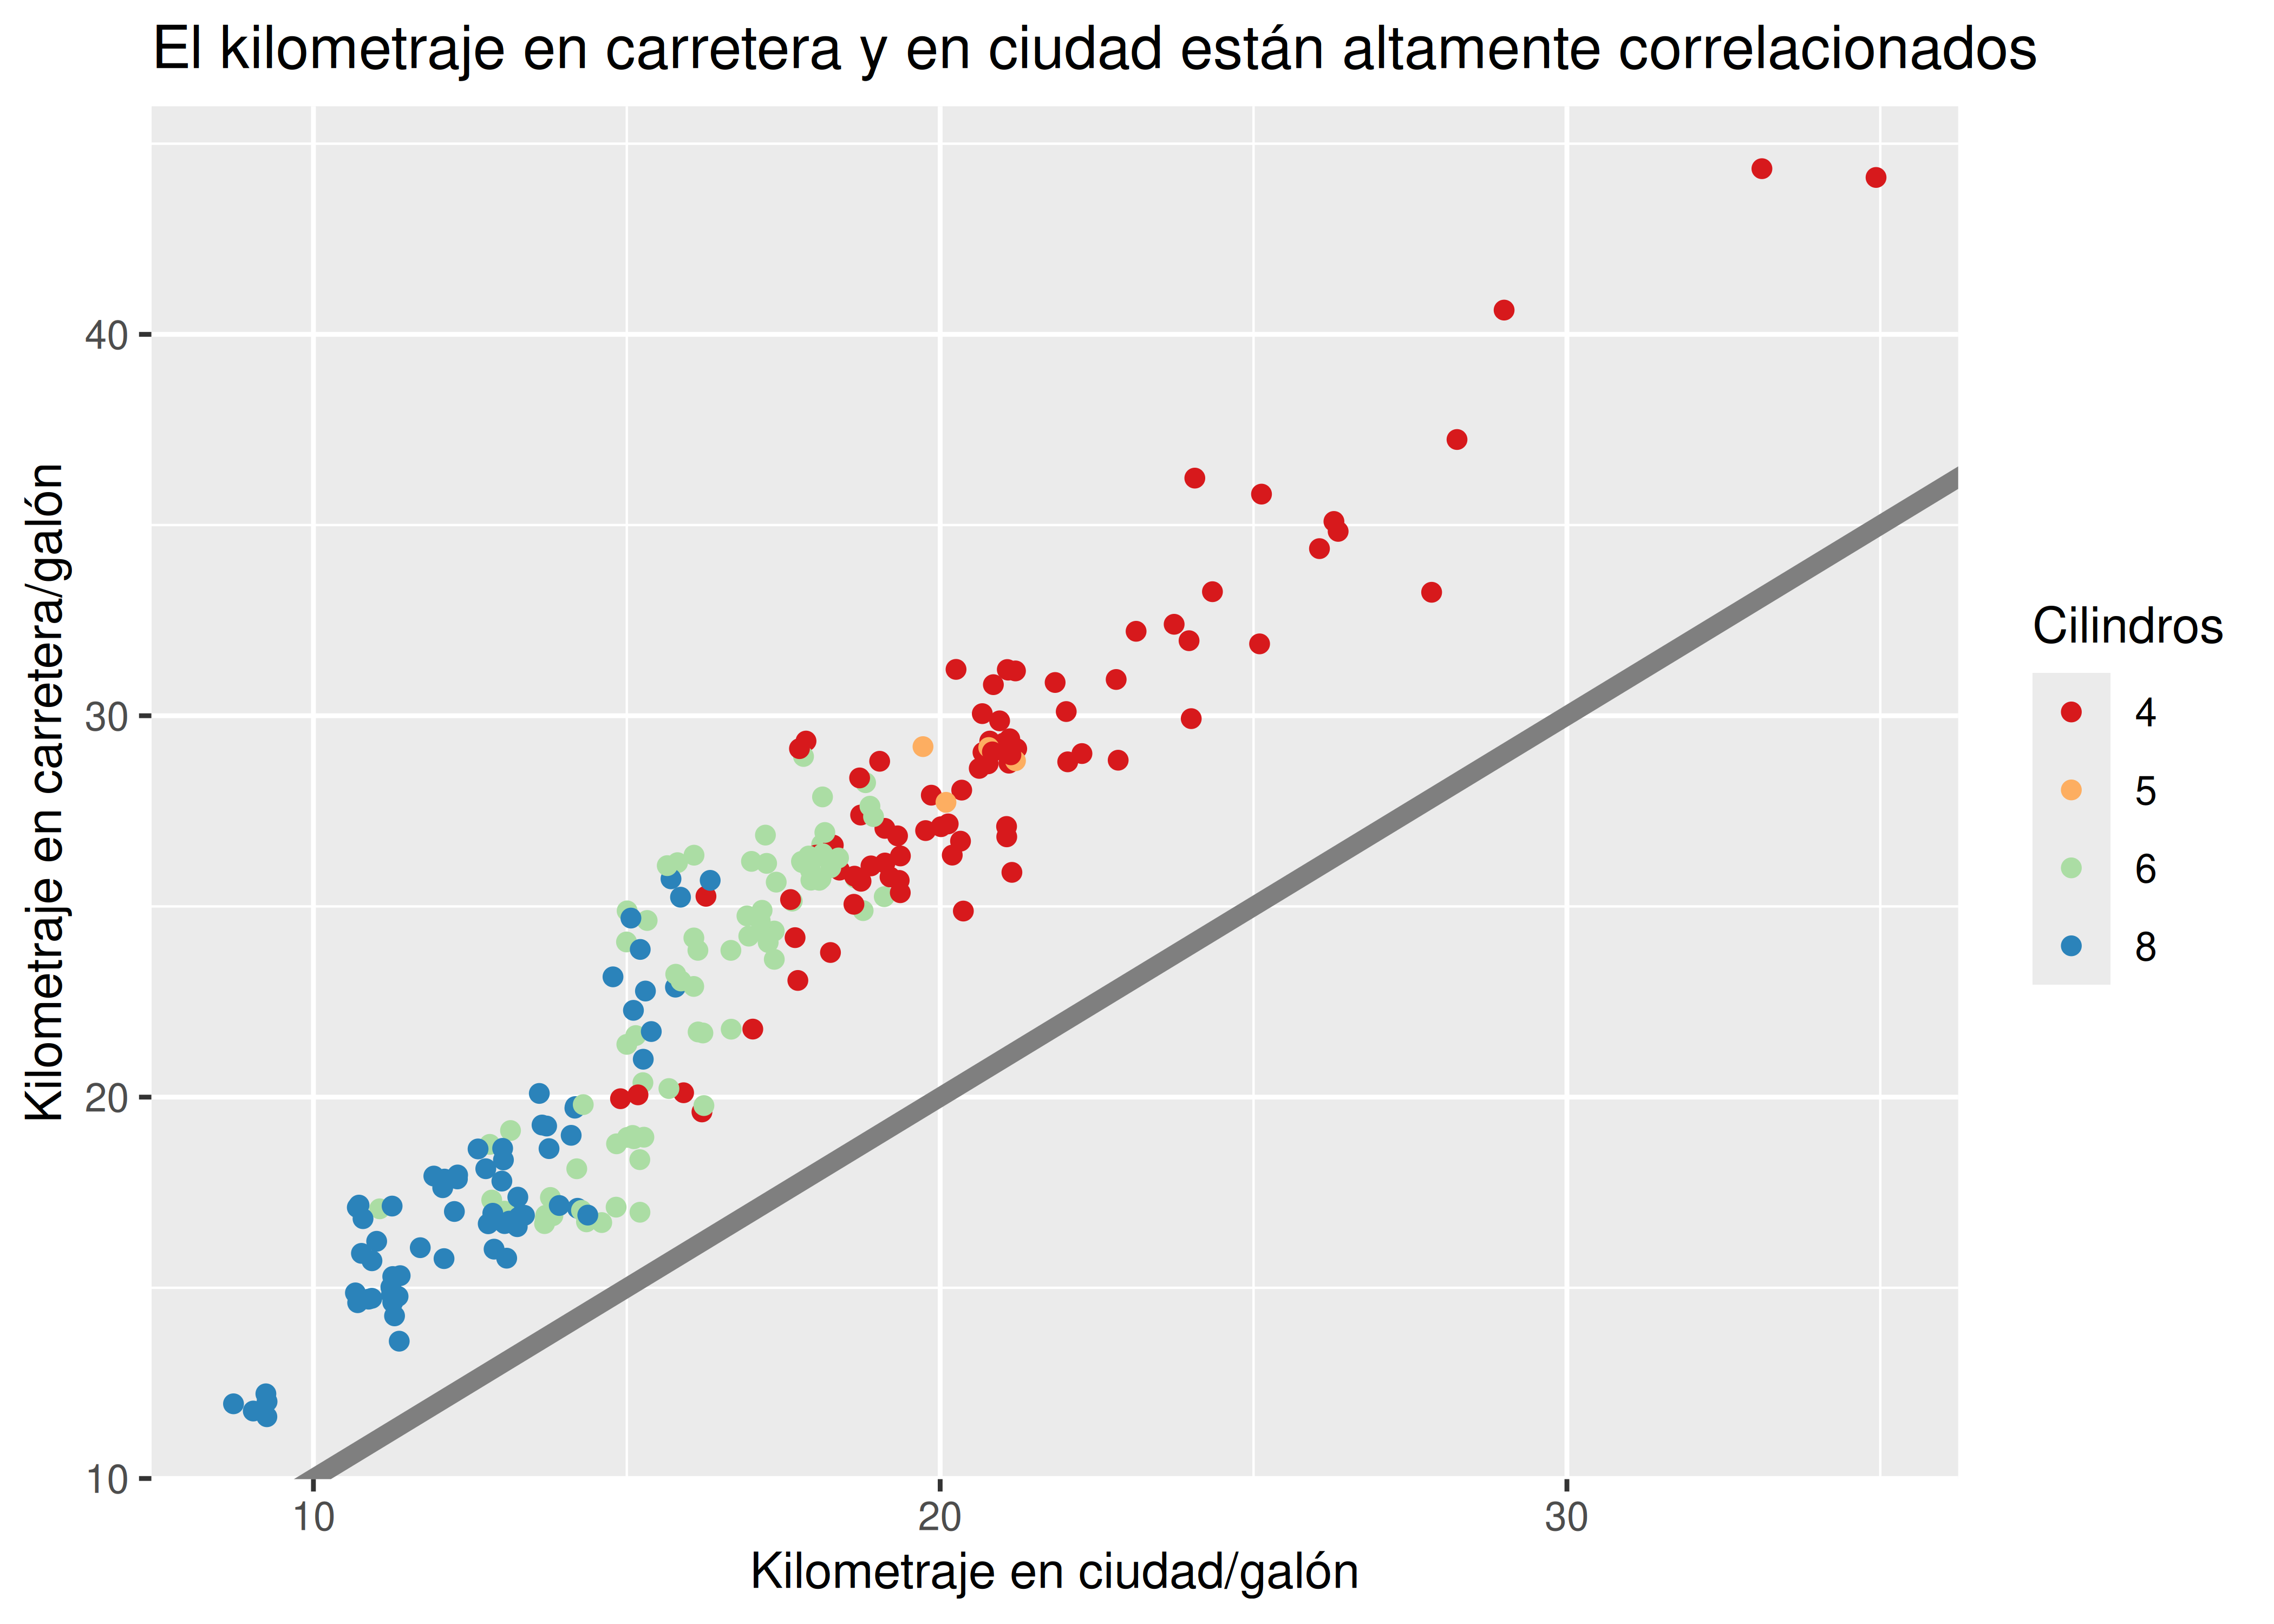 El kilometraje en carretera y en ciudad están altamente correlacionados
Kilometraje en carretera/galón
40
30
20
10
10
20
30
Kilometraje en ciudad/galón
Cilindros
4
5
6
8